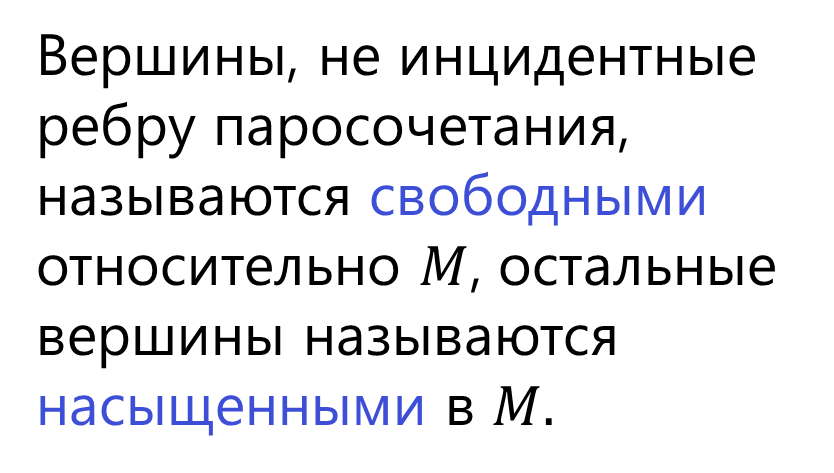 Вершины, не инцидентные
ребру паросочетания,
называются свободными
относительно M, остальные
вершины называются
насыщенными в M.